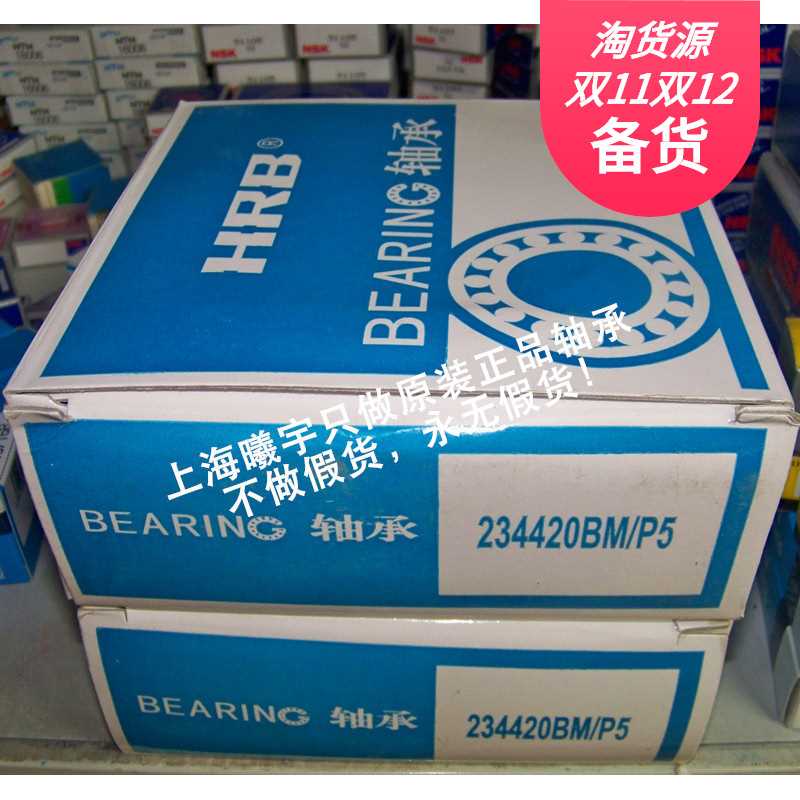 淘货源
双11双12
备货
NTN
NSK
HRB®
BEARING 轴承
上海曦宇只做原装正品轴承
不做假货，永无假货！
BEARING 轴承
234420BM/P5
BEARING 轴承
234420BM/P5